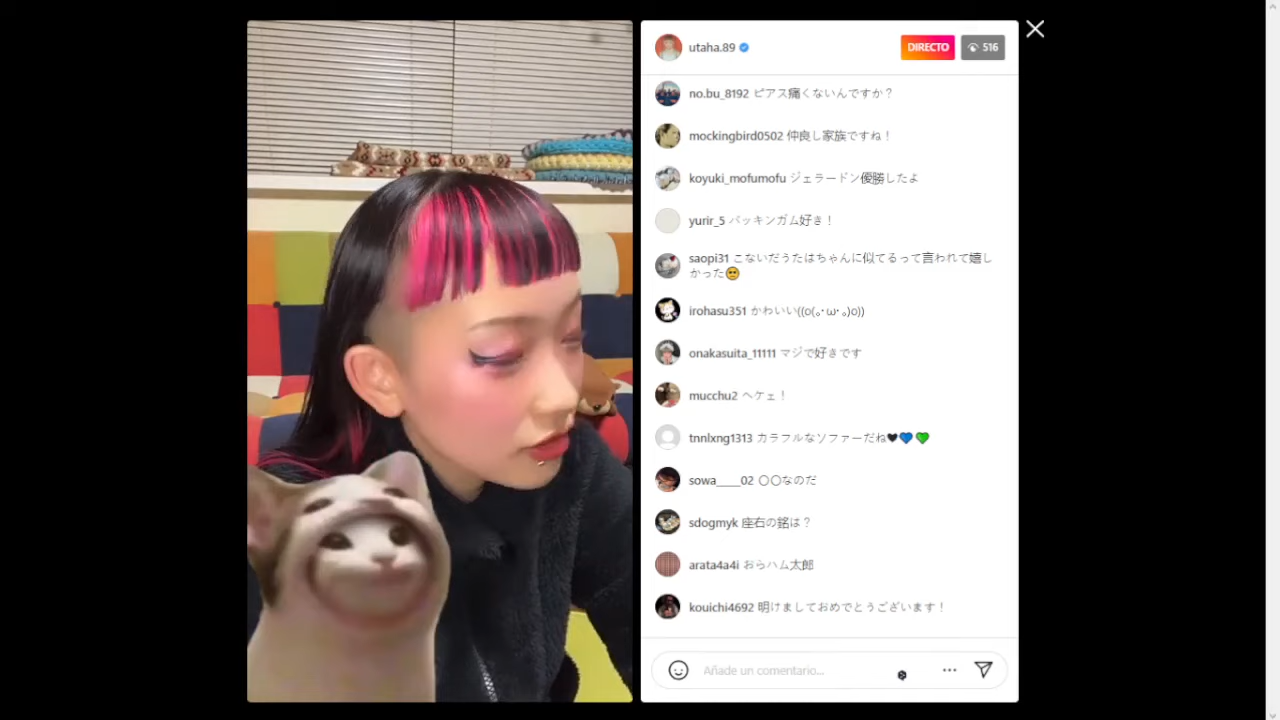 utaha.89
DIRECTO
516
no.bu_8192 ピアス痛くないんですか？
mockingbird0502 仲良し家族ですね！
koyuki_mofumofu ジェラードン優勝したよ
yurir_5 バッキンガム好き！
saopi31 こないだうたはちゃんに似てるって言われて嬉し
かった🥺
irohasu351 かわいい((o(｡･ω･｡)o))
onakasuita_11111 マジで好きです
mucchu2 ヘケェ！
tnnlxng1313 カラフルなソファーだね🖤💙💚
sowa____02 〇〇なのだ
sdogmyk 座右の銘は？
arata4a4i おらハム太郎
kouichi4692 明けましておめでとうございます！
Añade un comentario...